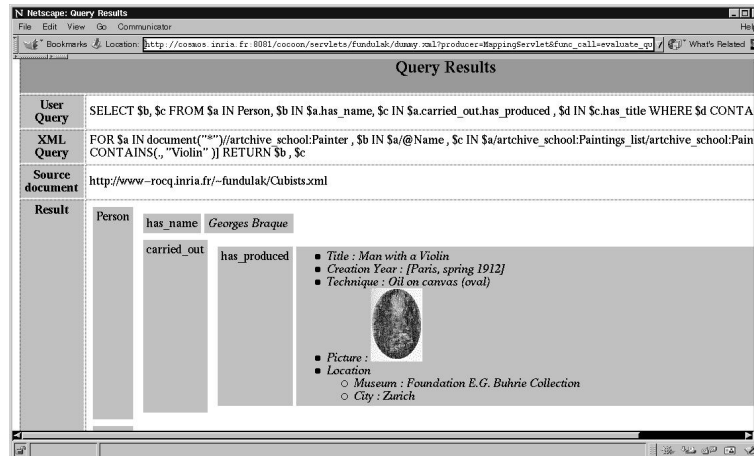 Netscape: Query Results
File Edit View Go Communicator Help
Bookmarks Location: http://cosmos.inria.fr:8081/cocoon/servlets/fundulak/dummy.xml?producer=MappingServlet&func_call=evaluate_qu What's Related
Query Results
User Query
SELECT $b, $c FROM $a IN Person, $b IN $a.has_name, $c IN $a.carried_out.has_produced , $d IN $c.has_title WHERE $d CONTA
XML Query
FOR $a IN document("*")//artchive_school:Painter , $b IN $a/@Name , $c IN $a/artchive_school:Paintings_list/artchive_school:Pain
CONTAINS(., "Violin" )] RETURN $b , $c
Source document
http://www-rocq.inria.fr/~fundulak/Cubists.xml
Result
Person
has_name Georges Braque
carried_out
has_produced
Title : Man with a Violin
Creation Year : [Paris, spring 1912]
Technique : Oil on canvas (oval)
Picture :
Location
Museum : Foundation E.G. Buhrle Collection
City : Zurich